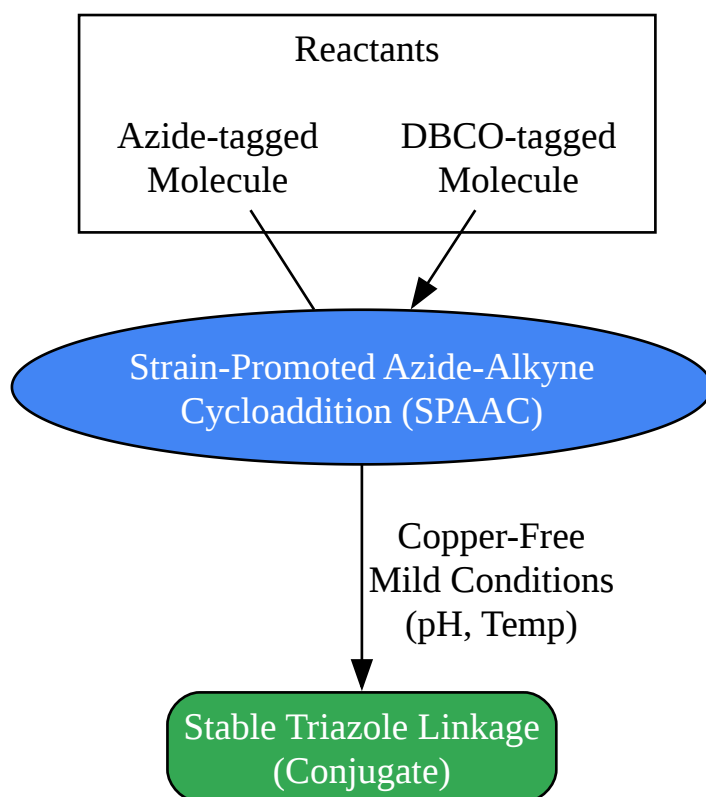 Reactants
Azide-tagged
Molecule
DBCO-tagged
Molecule
Strain-Promoted Azide-Alkyne
Cycloaddition (SPAAC)
Copper-Free
Mild Conditions
(pH, Temp)
Stable Triazole Linkage
(Conjugate)